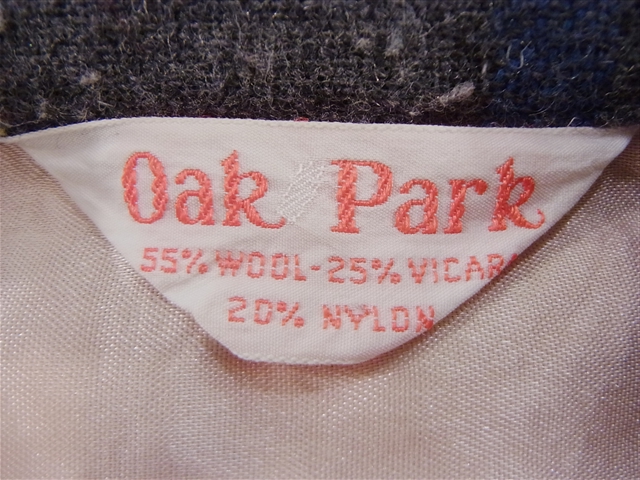 Oak Park
55% WOOL-25% VICARA
20% NYLON